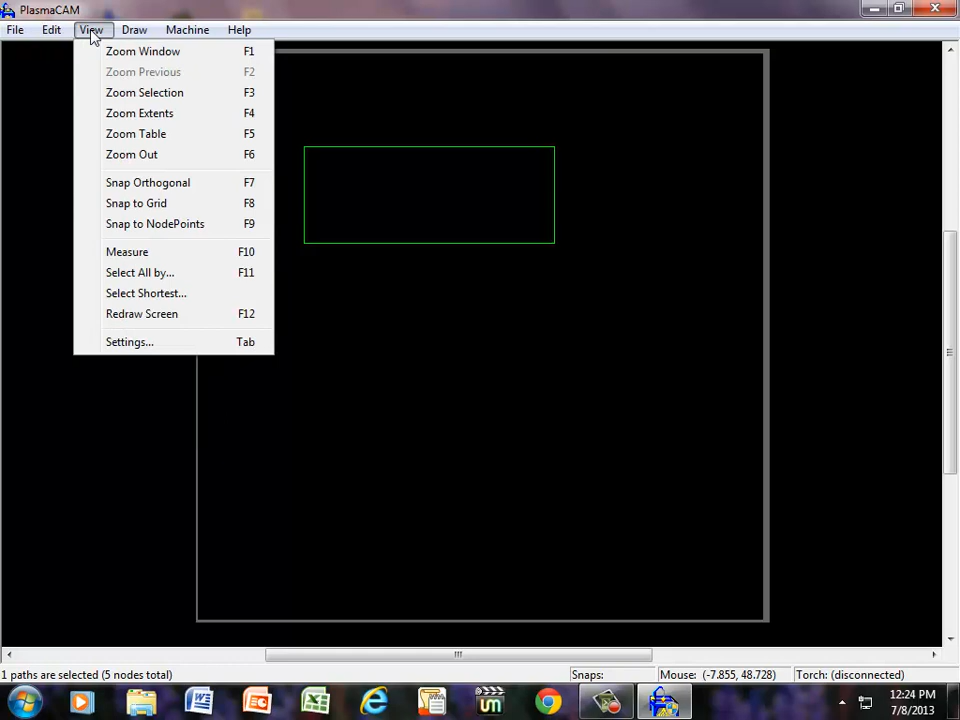 PlasmaCAM
File Edit View Draw Machine Help
Zoom Window F1
Zoom Previous F2
Zoom Selection F3
Zoom Extents F4
Zoom Table F5
Zoom Out F6
Snap Orthogonal F7
Snap to Grid F8
Snap to NodePoints F9
Measure F10
Select All by... F11
Select Shortest...
Redraw Screen F12
Settings... Tab
1 paths are selected (5 nodes total) Snaps: Mouse: (-7.855, 48.728) Torch: (disconnected)
um
12:24 PM
7/8/2013